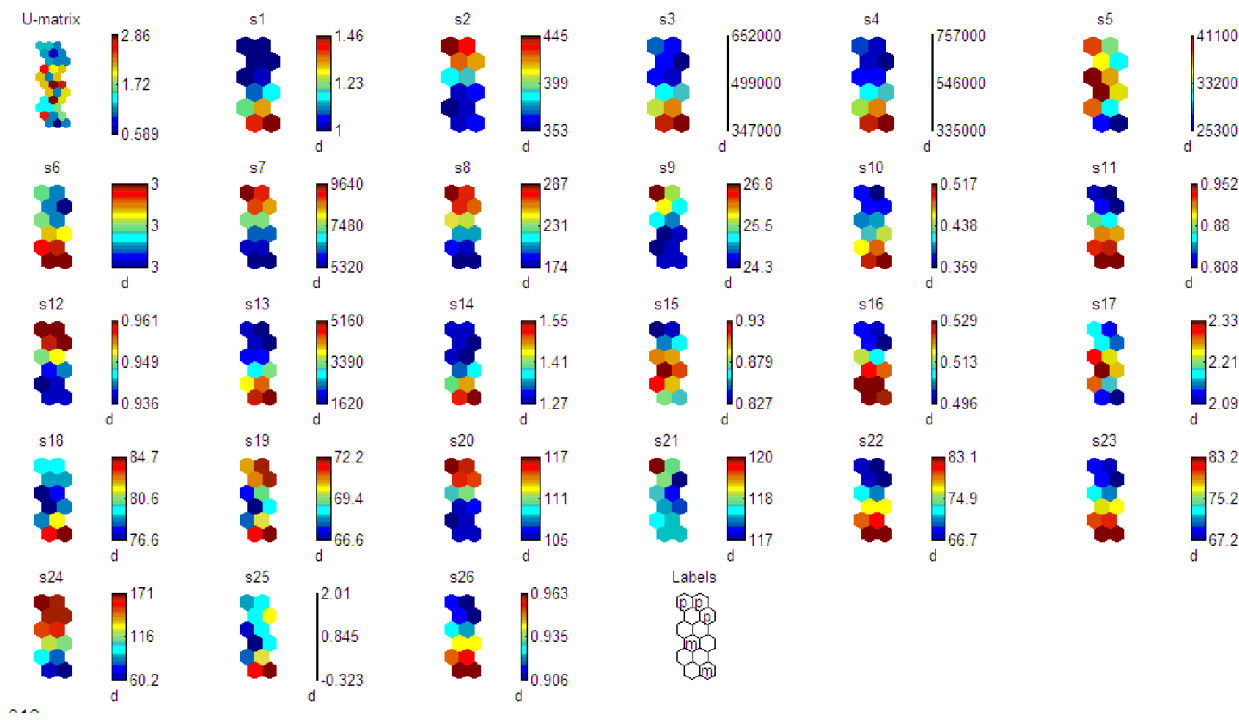 U-matrix s1 s2 s3 s4 s5
2.86 1.46 445 652000 757000 41100
1.72 1.23 399 499000 546000 33200
0.589 1 353 347000 335000 25300
d d d d d
s6 s7 s8 s9 s10 s11
3 9640 287 26.8 0.517 0.952
3 7480 231 25.5 0.438 0.88
3 5320 174 24.3 0.359 0.808
d d d d d d
s12 s13 s14 s15 s16 s17
0.961 5160 1.55 0.93 0.529 2.33
0.949 3390 1.41 0.879 0.513 2.21
0.936 1620 1.27 0.827 0.496 2.09
d d d d d d
s18 s19 s20 s21 s22 s23
84.7 72.2 117 120 83.1 83.2
80.6 69.4 111 118 74.9 75.2
76.6 66.6 105 117 66.7 67.2
d d d d d d
s24 s25 s26 Labels
171 2.01 0.963 p p
p
116 0.845 0.935 m
60.2 -0.323 0.906 m
d d d